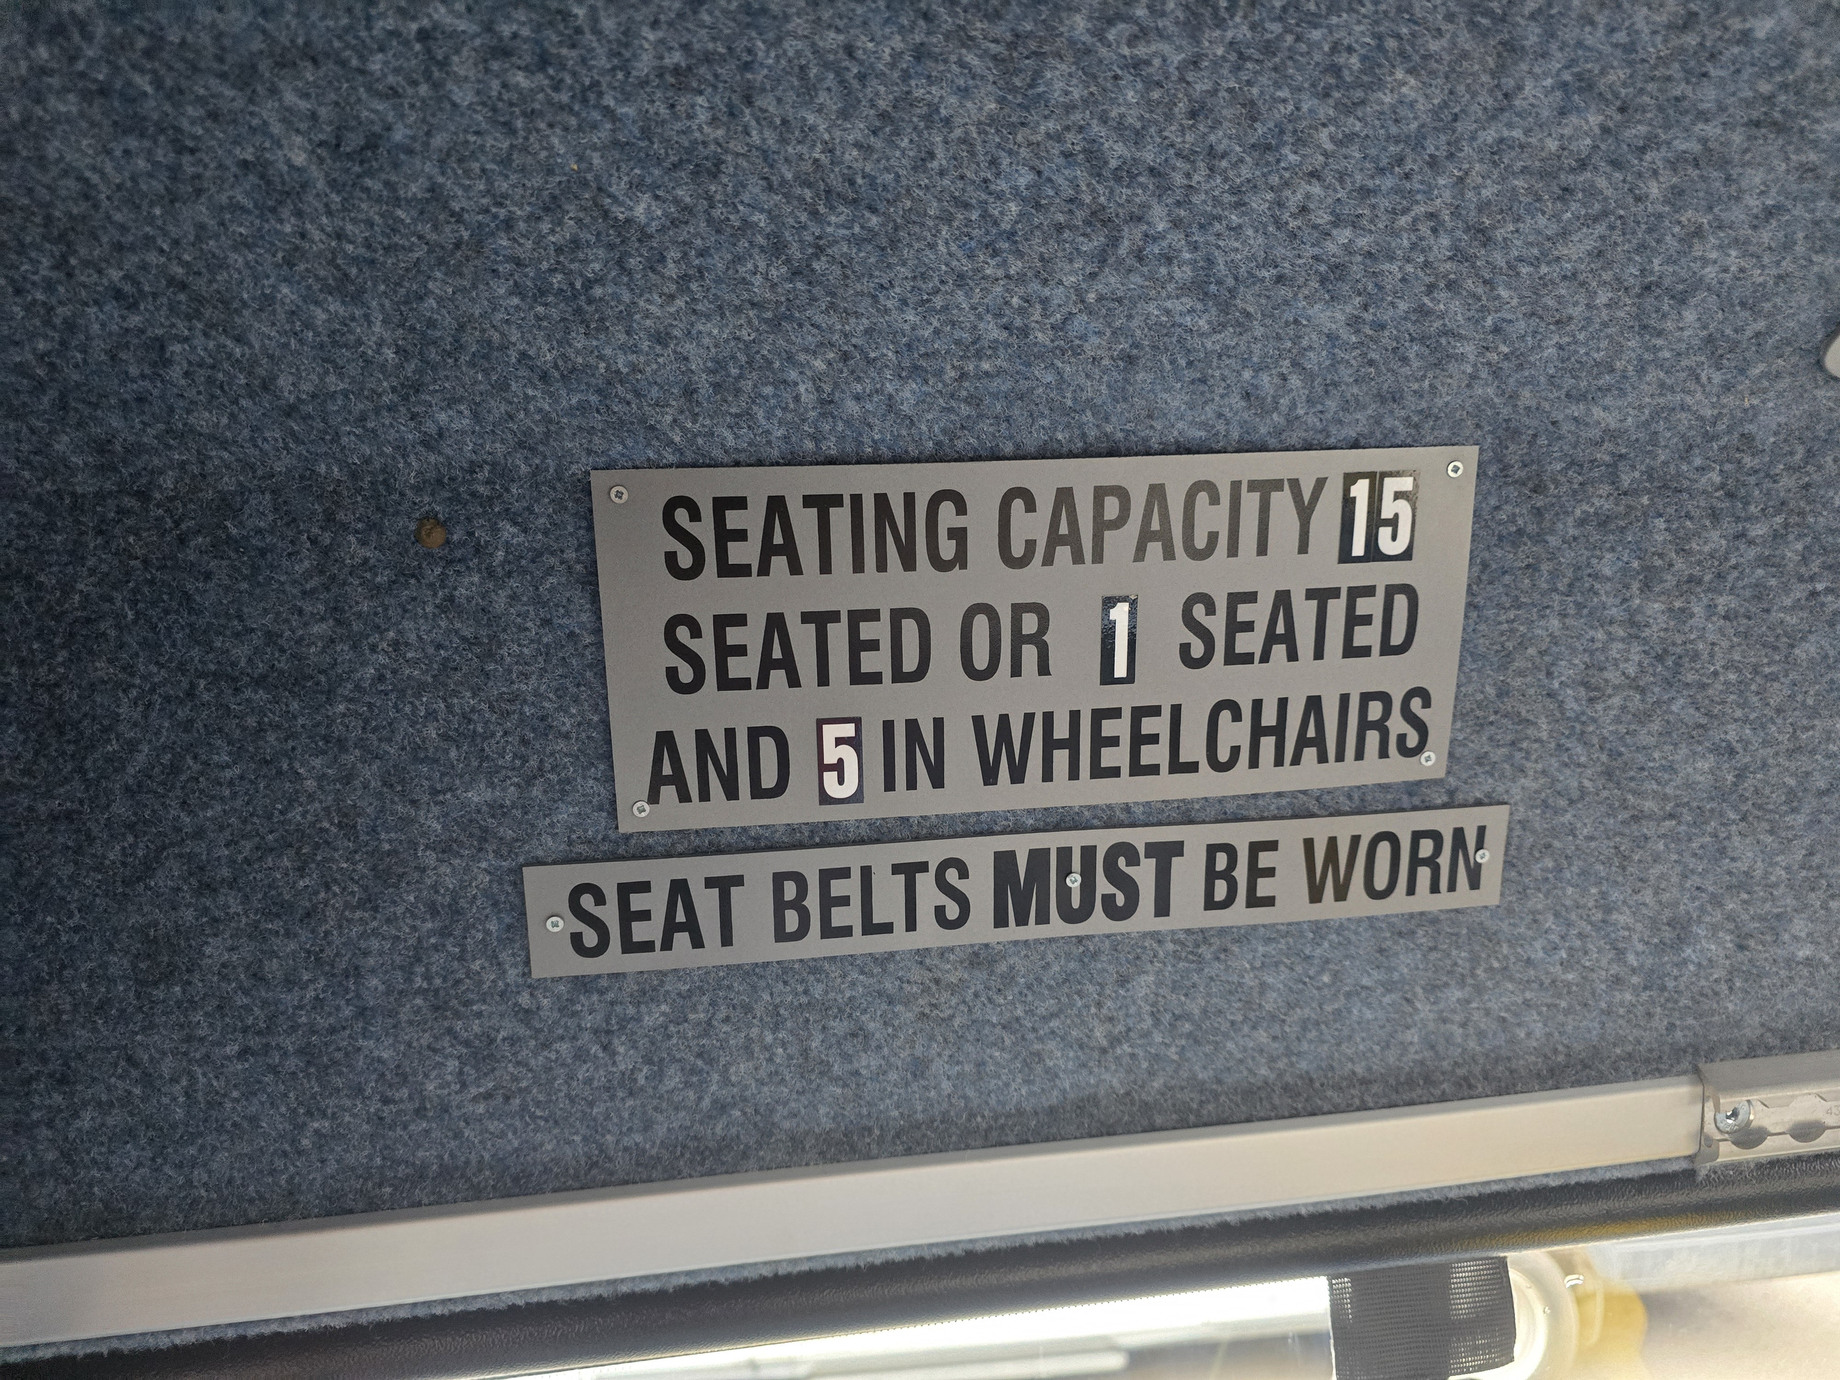 SEATING CAPACITY 15
SEATED OR 1 SEATED
AND 5 IN WHEELCHAIRS
SEAT BELTS MUST BE WORN